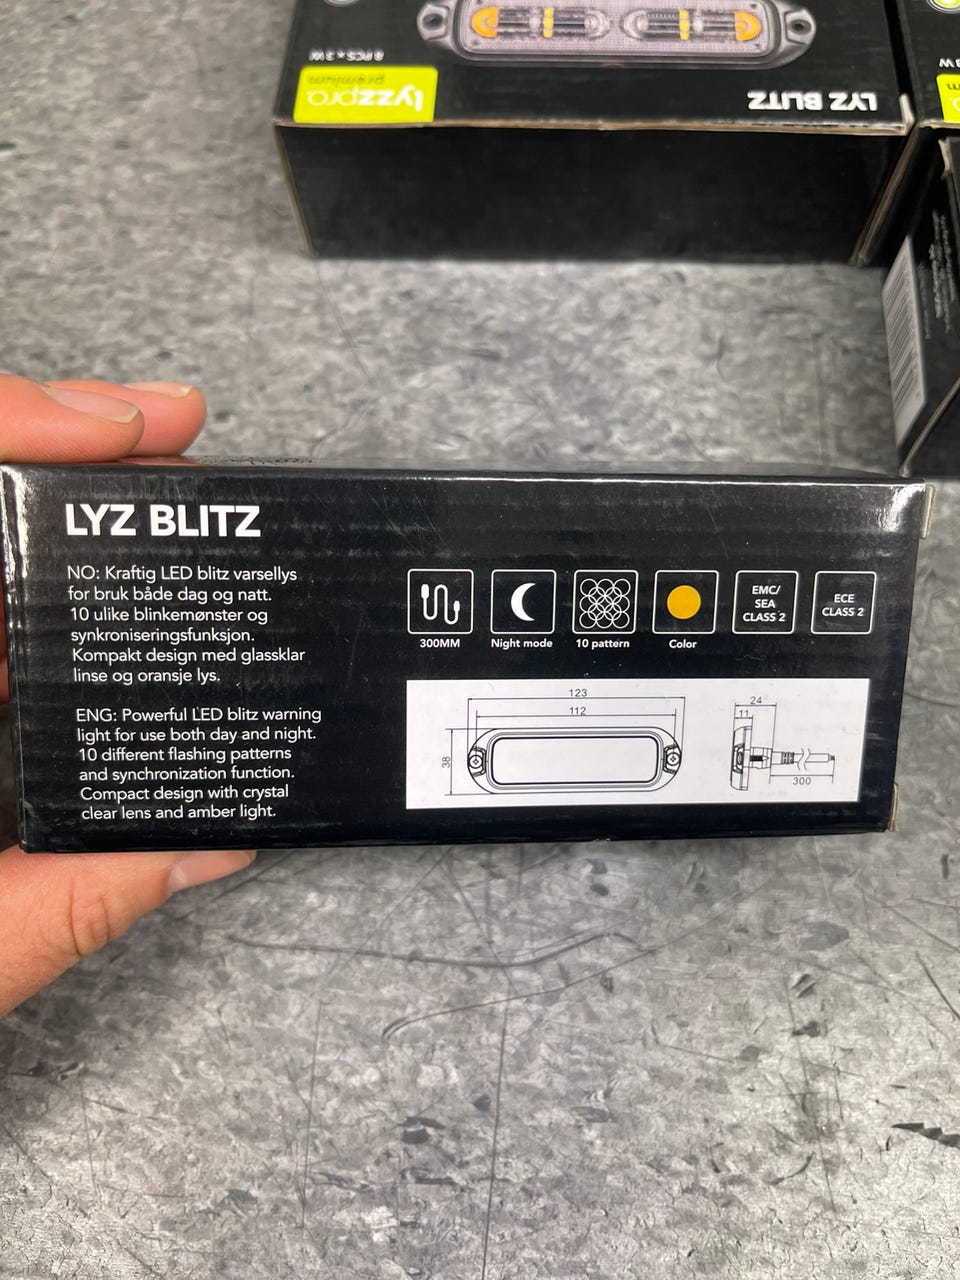 8 PCS x 3 W
lyzzpro
premium
LYZ BLITZ
W
LYZ BLITZ
NO: Kraftig LED blitz varsellys
for bruk både dag og natt.
10 ulike blinkemønster og
synkroniseringsfunksjon.
Kompakt design med glassklar
linse og oransje lys.
ENG: Powerful LED blitz warning
light for use both day and night.
10 different flashing patterns
and synchronization function.
Compact design with crystal
clear lens and amber light.
300MM
Night mode
10 pattern
Color
EMC/
SEA
CLASS 2
ECE
CLASS 2
123
112
38
24
11
300